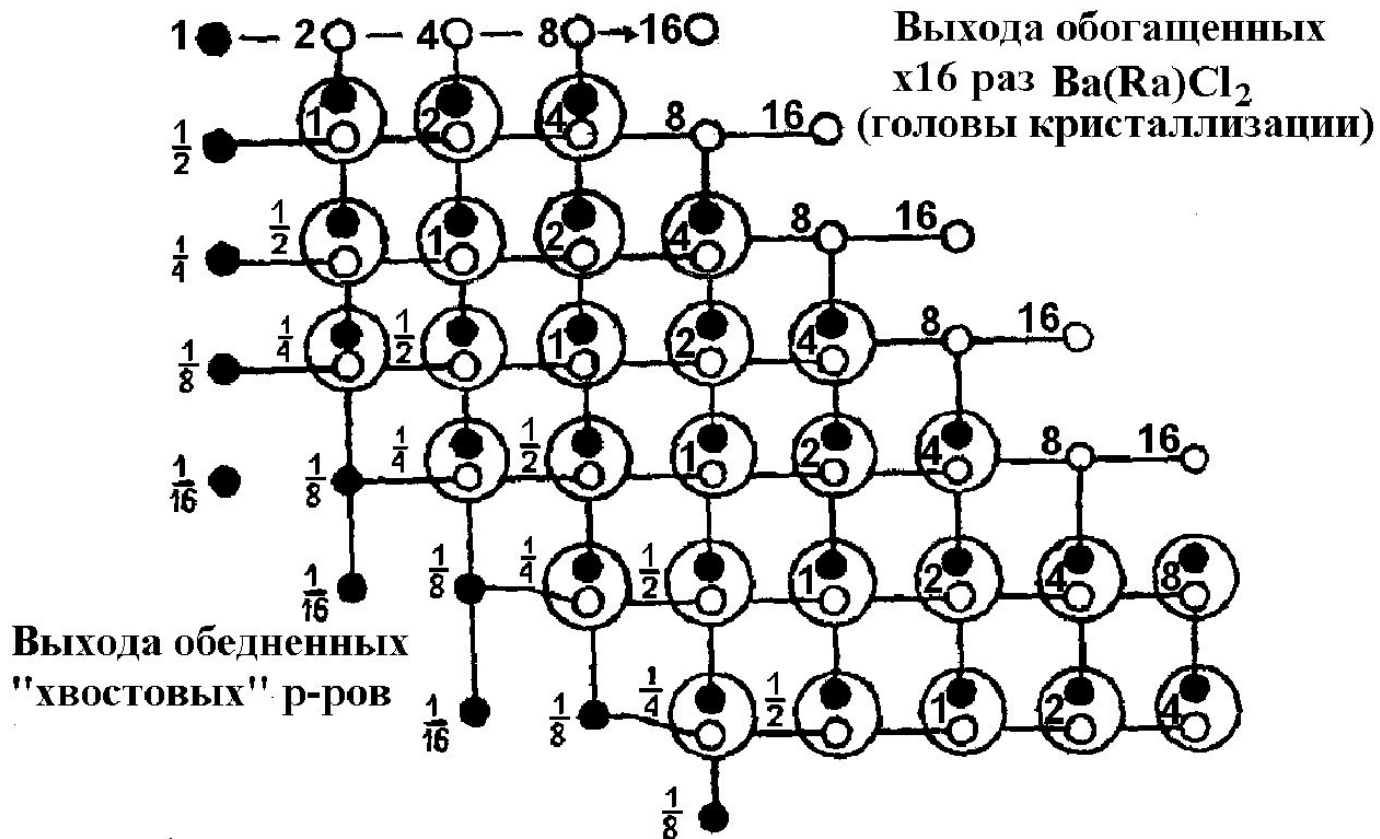 1 2 4 8 16
Выхода обогащенных
x16 раз Ba(Ra)Cl₂
(головы кристаллизации)
1/2 1 2 4 8 16
1/4 1/2 1 2 4 8 16
1/8 1/4 1/2 1 2 4 8 16
1/16 1/8 1/4 1/2 1 2 4 8 16
1/16 1/8 1/4 1/2 1 2 4 8
Выхода обедненных
"хвостовых" р-ров
1/16 1/8 1/4 1/2 1 2 4
1/8